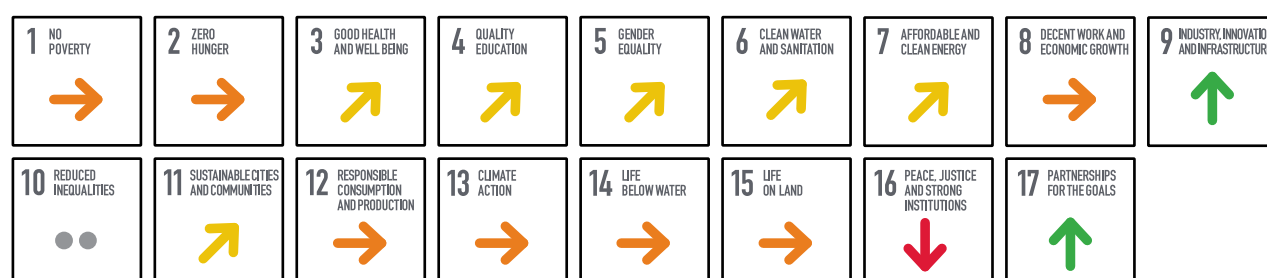 1 NO
POVERTY
2 ZERO
HUNGER
3 GOOD HEALTH
AND WELL BEING
4 QUALITY
EDUCATION
5 GENDER
EQUALITY
6 CLEAN WATER
AND SANITATION
7 AFFORDABLE AND
CLEAN ENERGY
8 DECENT WORK AND
ECONOMIC GROWTH
9 INDUSTRY, INNOVATIO
AND INFRASTRUCTUR
10 REDUCED
INEQUALITIES
11 SUSTAINABLE CITIES
AND COMMUNITIES
12 RESPONSIBLE
CONSUMPTION
AND PRODUCTION
13 CLIMATE
ACTION
14 LIFE
BELOW WATER
15 LIFE
ON LAND
16 PEACE, JUSTICE
AND STRONG
INSTITUTIONS
17 PARTNERSHIPS
FOR THE GOALS